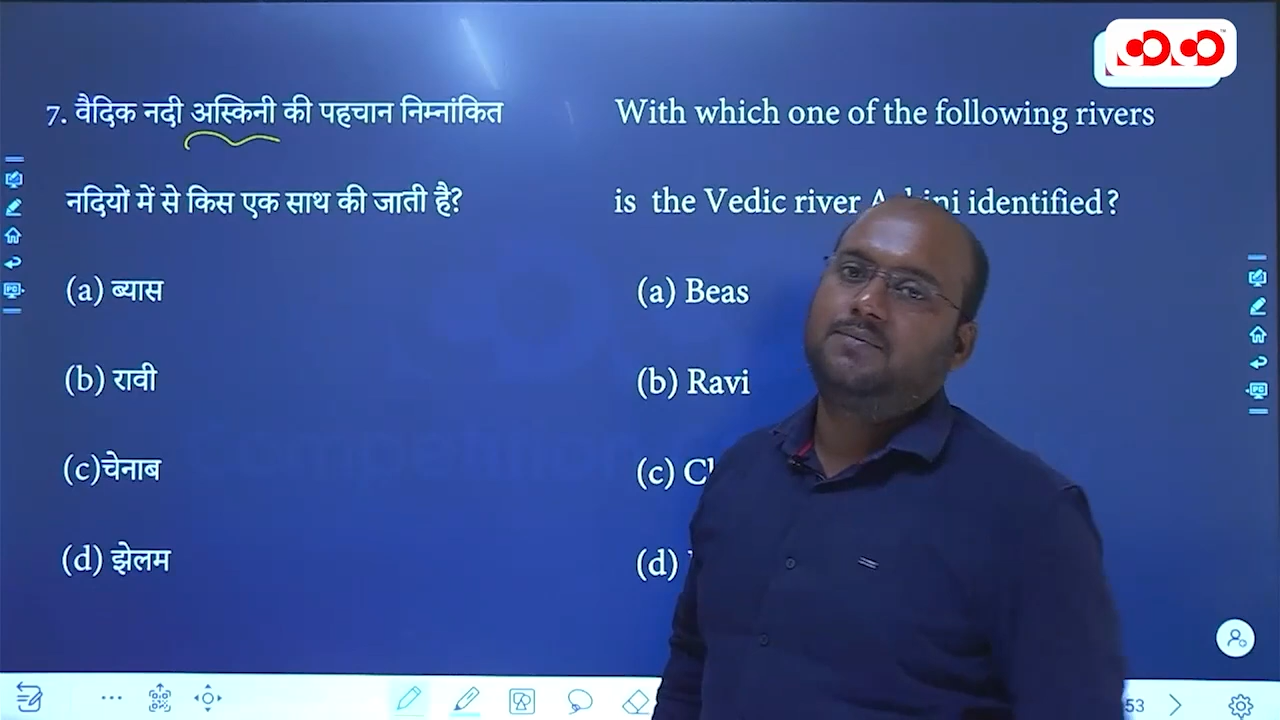 7. वैदिक नदी अस्किनी की पहचान निम्नांकित
नदियों में से किस एक साथ की जाती है?
(a) ब्यास
(b) रावी
(c)चेनाब
(d) झेलम
With which one of the following rivers
is the Vedic river identified?
(a) Beas
(b) Ravi
(c)
(d)
53